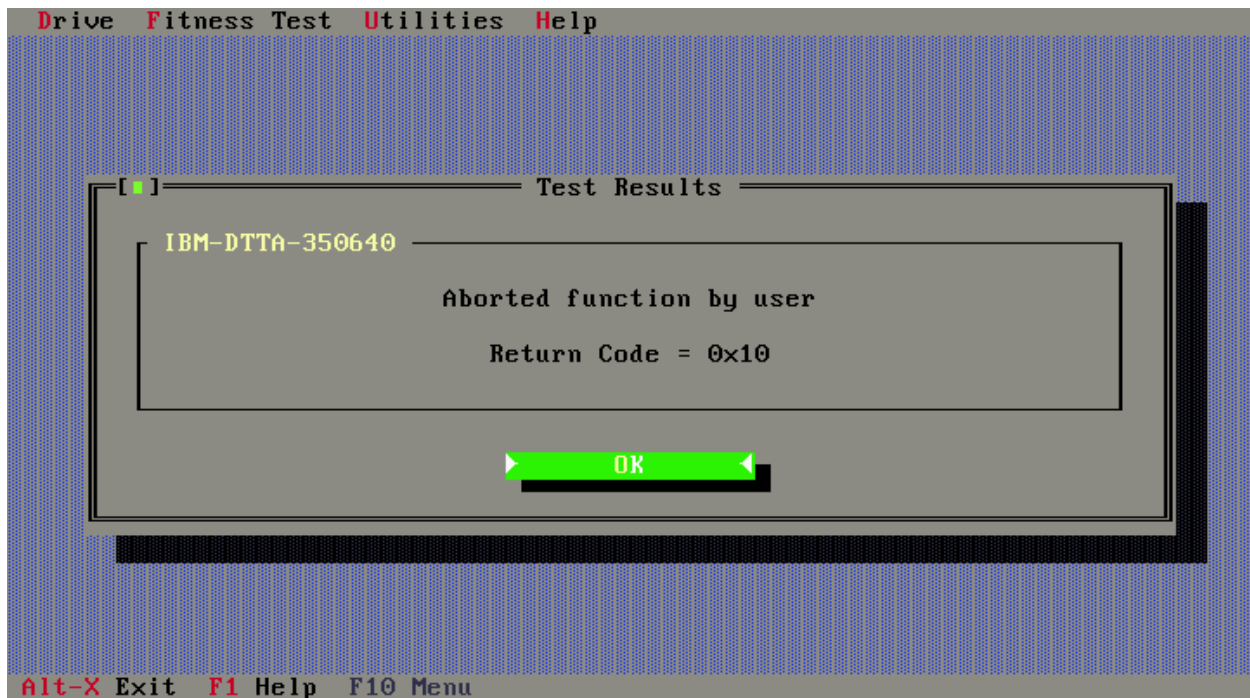 Drive Fitness Test Utilities Help
[■] Test Results
IBM-DTTA-350640
Aborted function by user
Return Code = 0x10
OK
Alt-X Exit F1 Help F10 Menu